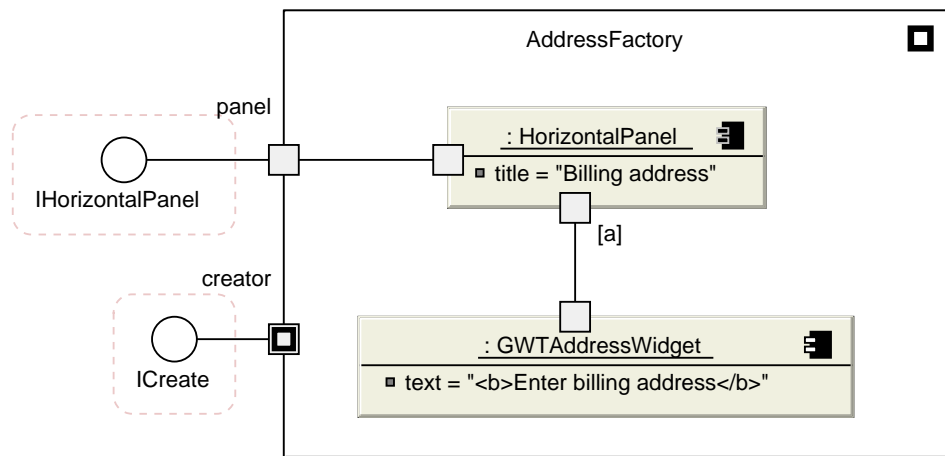 AddressFactory
panel
: HorizontalPanel
title = "Billing address"
IHorizontalPanel
[a]
creator
: GWTAddressWidget
ICreate
text = "<b>Enter billing address</b>"